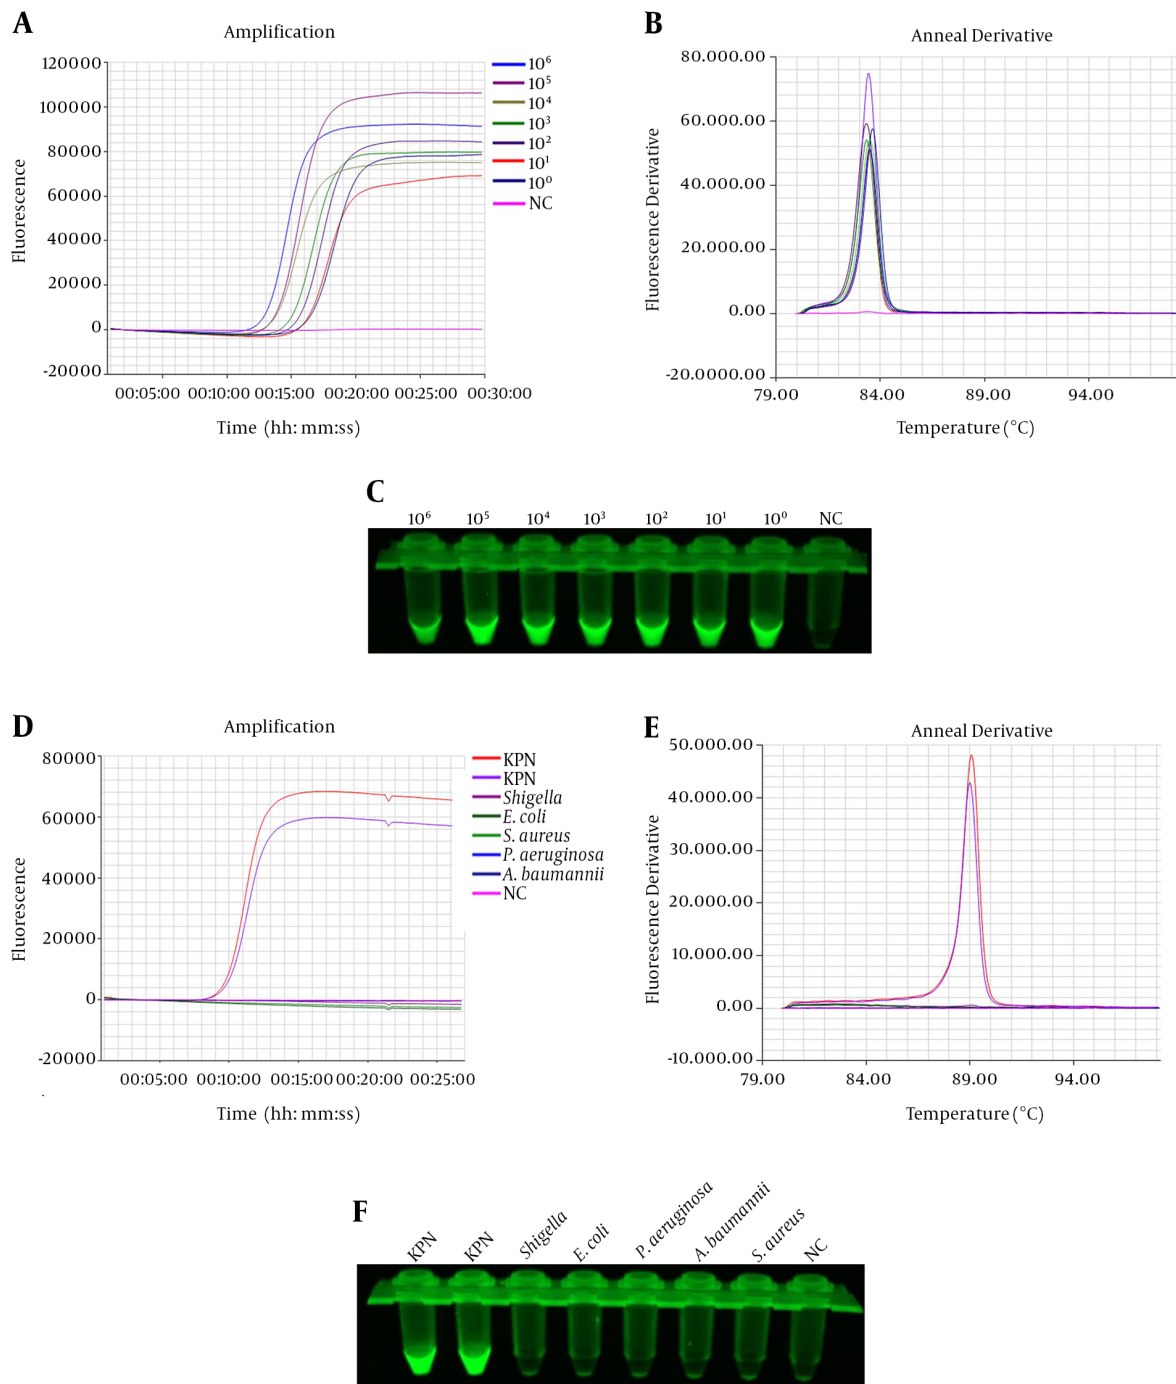 A
Amplification
Fluorescence
120000
100000
80000
60000
40000
20000
0
-20000
00:05:00 00:10:00 00:15:00 00:20:00 00:25:00 00:30:00
Time (hh: mm:ss)
10⁶
10⁵
10⁴
10³
10²
10¹
10⁰
NC
B
Anneal Derivative
Fluorescence Derivative
80.000.00
60.000.00
40.000.00
20.000.00
0.00
-20.0000.00
79.00 84.00 89.00 94.00
Temperature (°C)
C
10⁶ 10⁵ 10⁴ 10³ 10² 10¹ 10⁰ NC
D
Amplification
Fluorescence
80000
60000
40000
20000
0
-20000
00:05:00 00:10:00 00:15:00 00:20:00 00:25:00
Time (hh: mm:ss)
KPN
KPN
Shigella
E. coli
S. aureus
P. aeruginosa
A. baumannii
NC
E
Anneal Derivative
Fluorescence Derivative
50.000.00
40.000.00
30.000.00
20.000.00
10.000.00
0.00
-10.000.00
79.00 84.00 89.00 94.00
Temperature (°C)
F
KPN KPN Shigella E. coli P. aeruginosa A. baumannii S. aureus NC